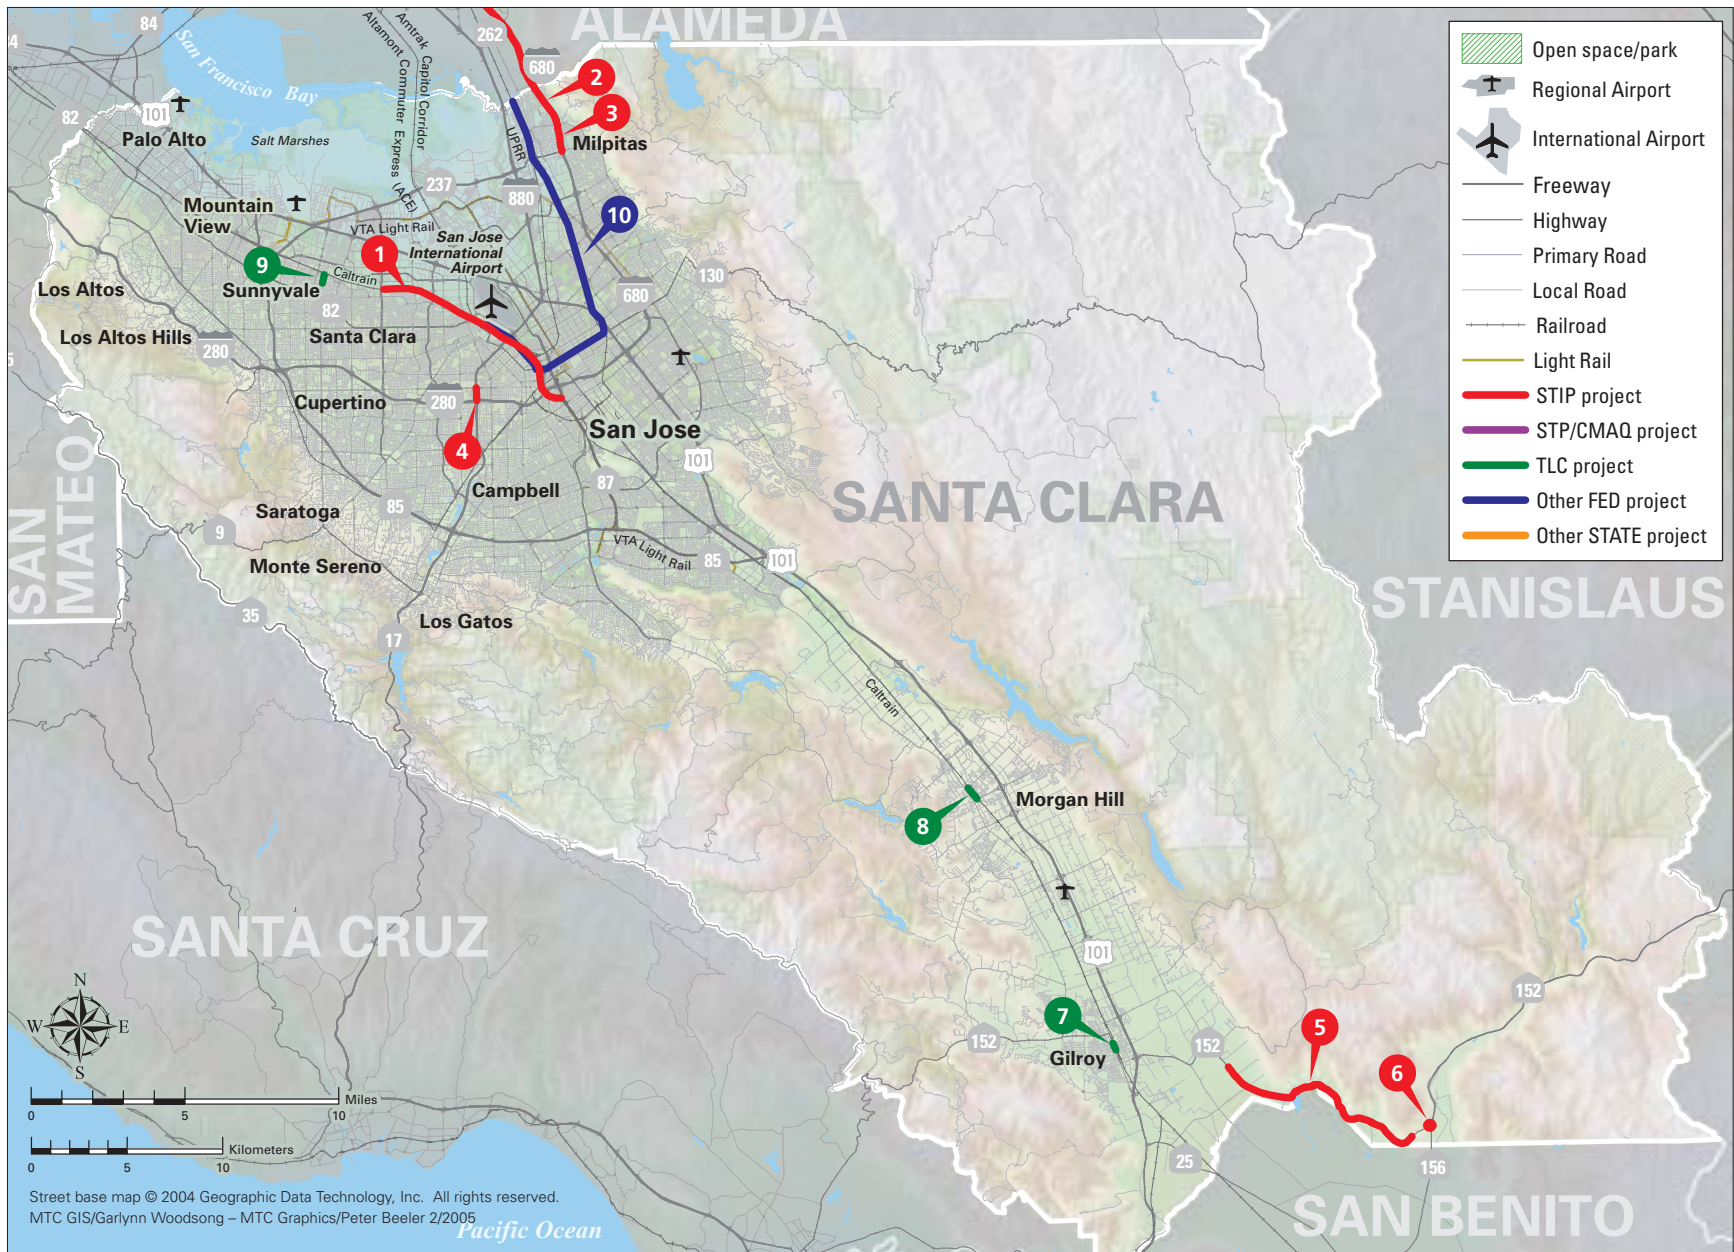 ALAMEDA
84
84
262
680
82
101
Palo Alto
San Francisco Bay
Salt Marshes
Altamont Commuter Express (ACE)
Amtrak Capitol Corridor
UPRR
2
3
Milpitas
237
880
Mountain
View
VTA Light Rail
San Jose
International
Airport
10
1
9
Caltrain
Sunnyvale
82
680
130
Los Altos
Los Altos Hills
280
Santa Clara
Cupertino
280
San Jose
4
101
Campbell
87
SANTA CLARA
SAN
MATEO
Saratoga
85
9
Monte Sereno
VTA Light Rail
85
101
35
17
Los Gatos
STANISLAUS
Caltrain
Morgan Hill
8
SANTA CRUZ
101
152
7
152
Gilroy
152
5
6
25
156
SAN BENITO
Pacific Ocean
Open space/park
Regional Airport
International Airport
Freeway
Highway
Primary Road
Local Road
Railroad
Light Rail
STIP project
STP/CMAQ project
TLC project
Other FED project
Other STATE project
N
W
E
S
Miles
0
5
10
Kilometers
0
5
10
Street base map © 2004 Geographic Data Technology, Inc. All rights reserved.
MTC GIS/Garlynn Woodsong – MTC Graphics/Peter Beeler 2/2005